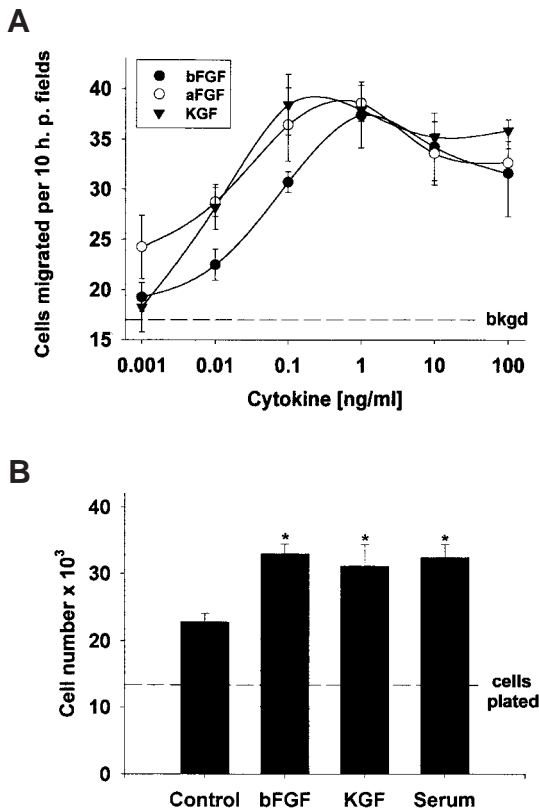 A
bFGF
aFGF
KGF
Cells migrated per 10 h. p. fields
40
35
30
25
20
15
bkgd
0.001 0.01 0.1 1 10 100
Cytokine [ng/ml]
B
Cell number x 10³
40
30
20
10
0
* * *
cells
plated
Control bFGF KGF Serum